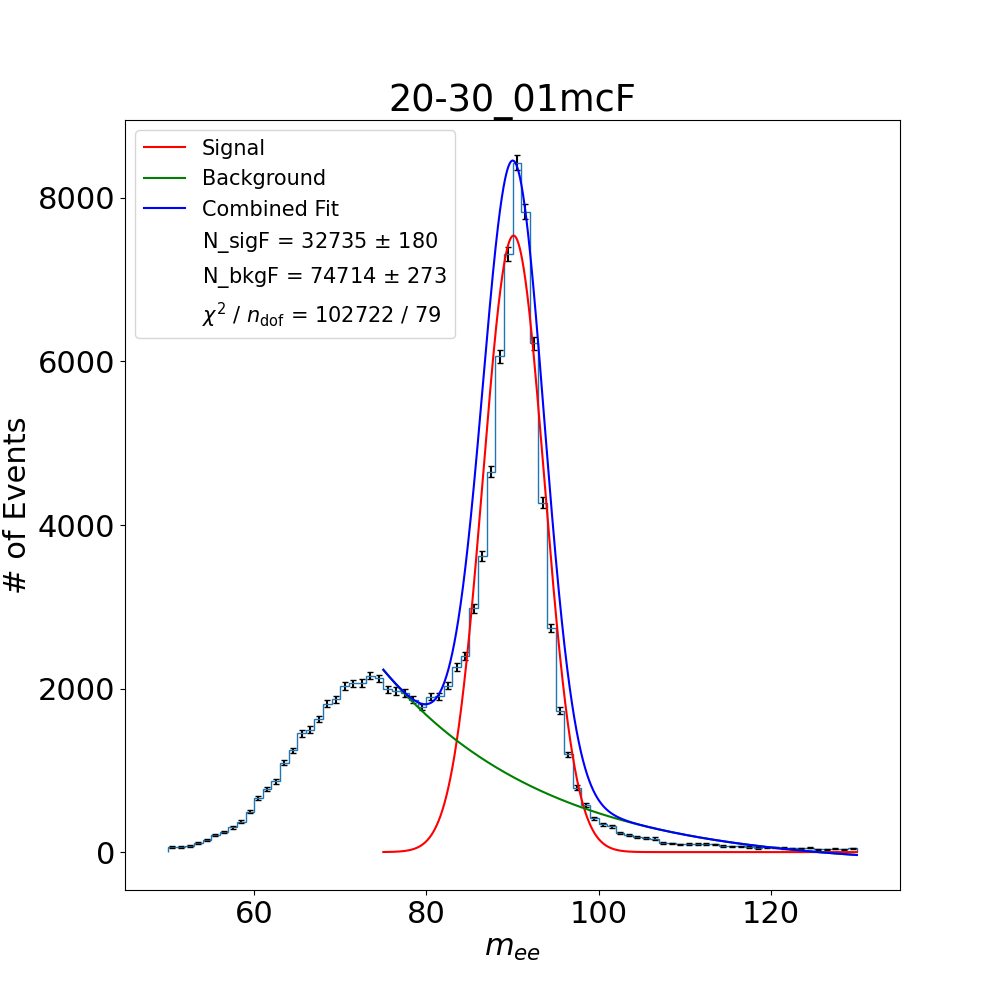 20-30_01mcF
Signal
Background
Combined Fit
N_sigF = 32735 ± 180
N_bkgF = 74714 ± 273
χ² / n_dof = 102722 / 79
# of Events
8000
6000
4000
2000
0
60 80 100 120
m_ee